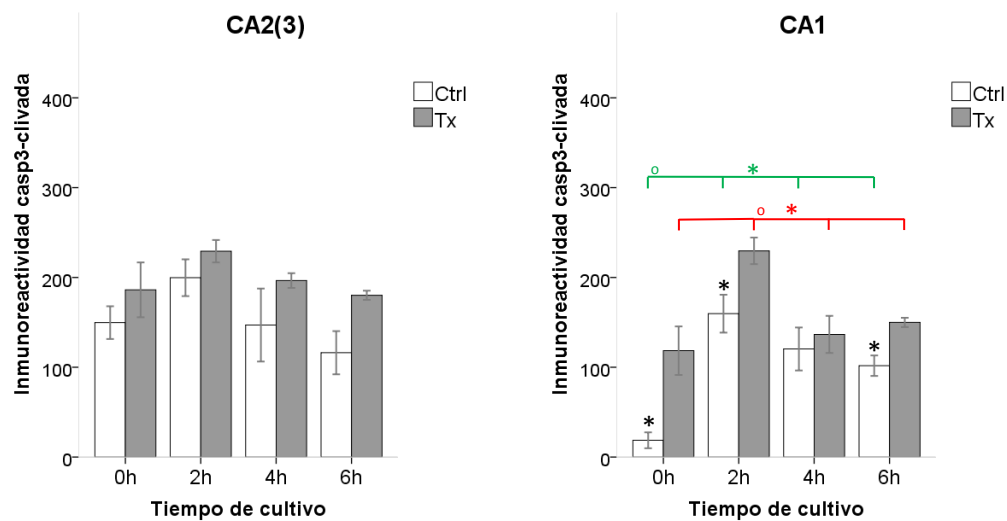 CA2(3)
Inmunoreactividad casp3-clivada
400
300
200
100
0
0h
2h
4h
6h
Tiempo de cultivo
Ctrl
Tx
CA1
Inmunoreactividad casp3-clivada
400
300
200
100
0
o
*
o
*
*
*
*
0h
2h
4h
6h
Tiempo de cultivo
Ctrl
Tx